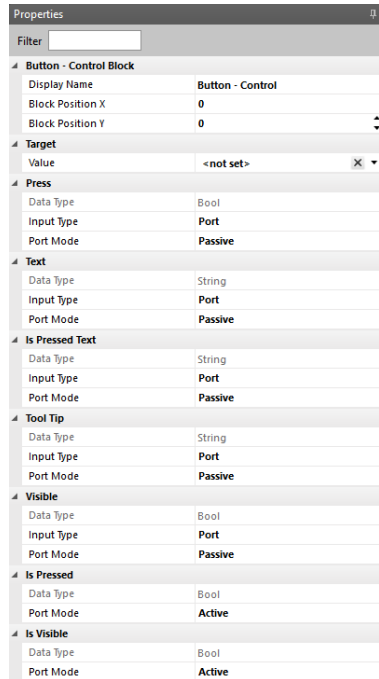 Properties
Filter
Button - Control Block
Display Name Button - Control
Block Position X 0
Block Position Y 0
Target
Value <not set>
Press
Data Type Bool
Input Type Port
Port Mode Passive
Text
Data Type String
Input Type Port
Port Mode Passive
Is Pressed Text
Data Type String
Input Type Port
Port Mode Passive
Tool Tip
Data Type String
Input Type Port
Port Mode Passive
Visible
Data Type Bool
Input Type Port
Port Mode Passive
Is Pressed
Data Type Bool
Port Mode Active
Is Visible
Data Type Bool
Port Mode Active